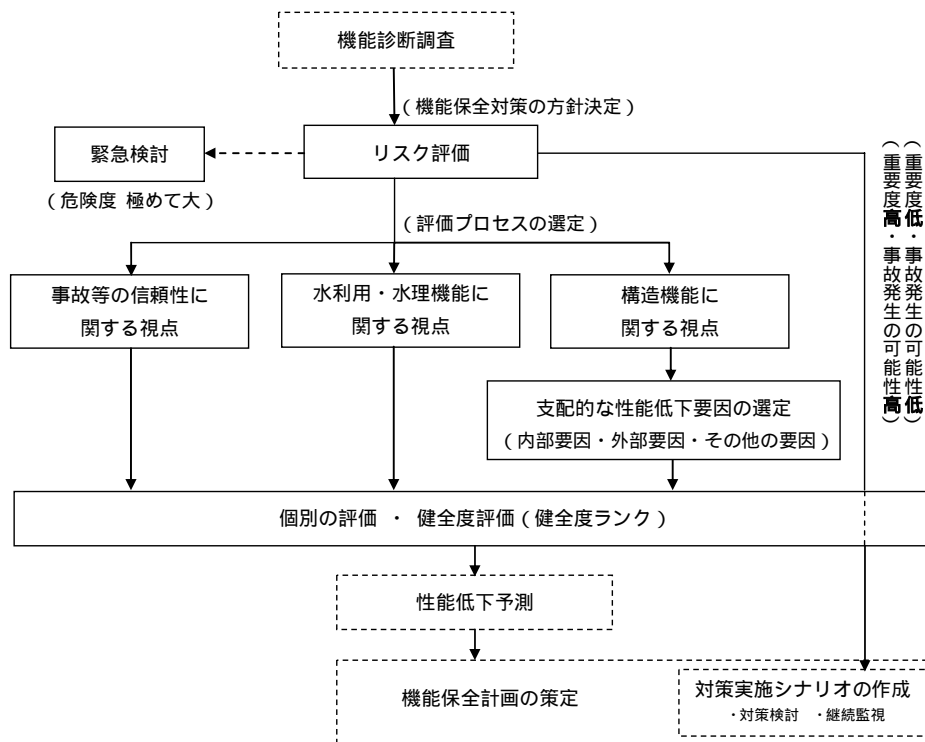 機能診断調査
（機能保全対策の方針決定）
緊急検討
リスク評価
（危険度 極めて大）
（評価プロセスの選定）
（重要度低・事故発生の可能性低）
（重要度高・事故発生の可能性高）
事故等の信頼性に
関する視点
水利用・水理機能に
関する視点
構造機能に
関する視点
支配的な性能低下要因の選定
（内部要因・外部要因・その他の要因）
個別の評価 ・ 健全度評価（健全度ランク）
性能低下予測
機能保全計画の策定
対策実施シナリオの作成
・対策検討 ・継続監視